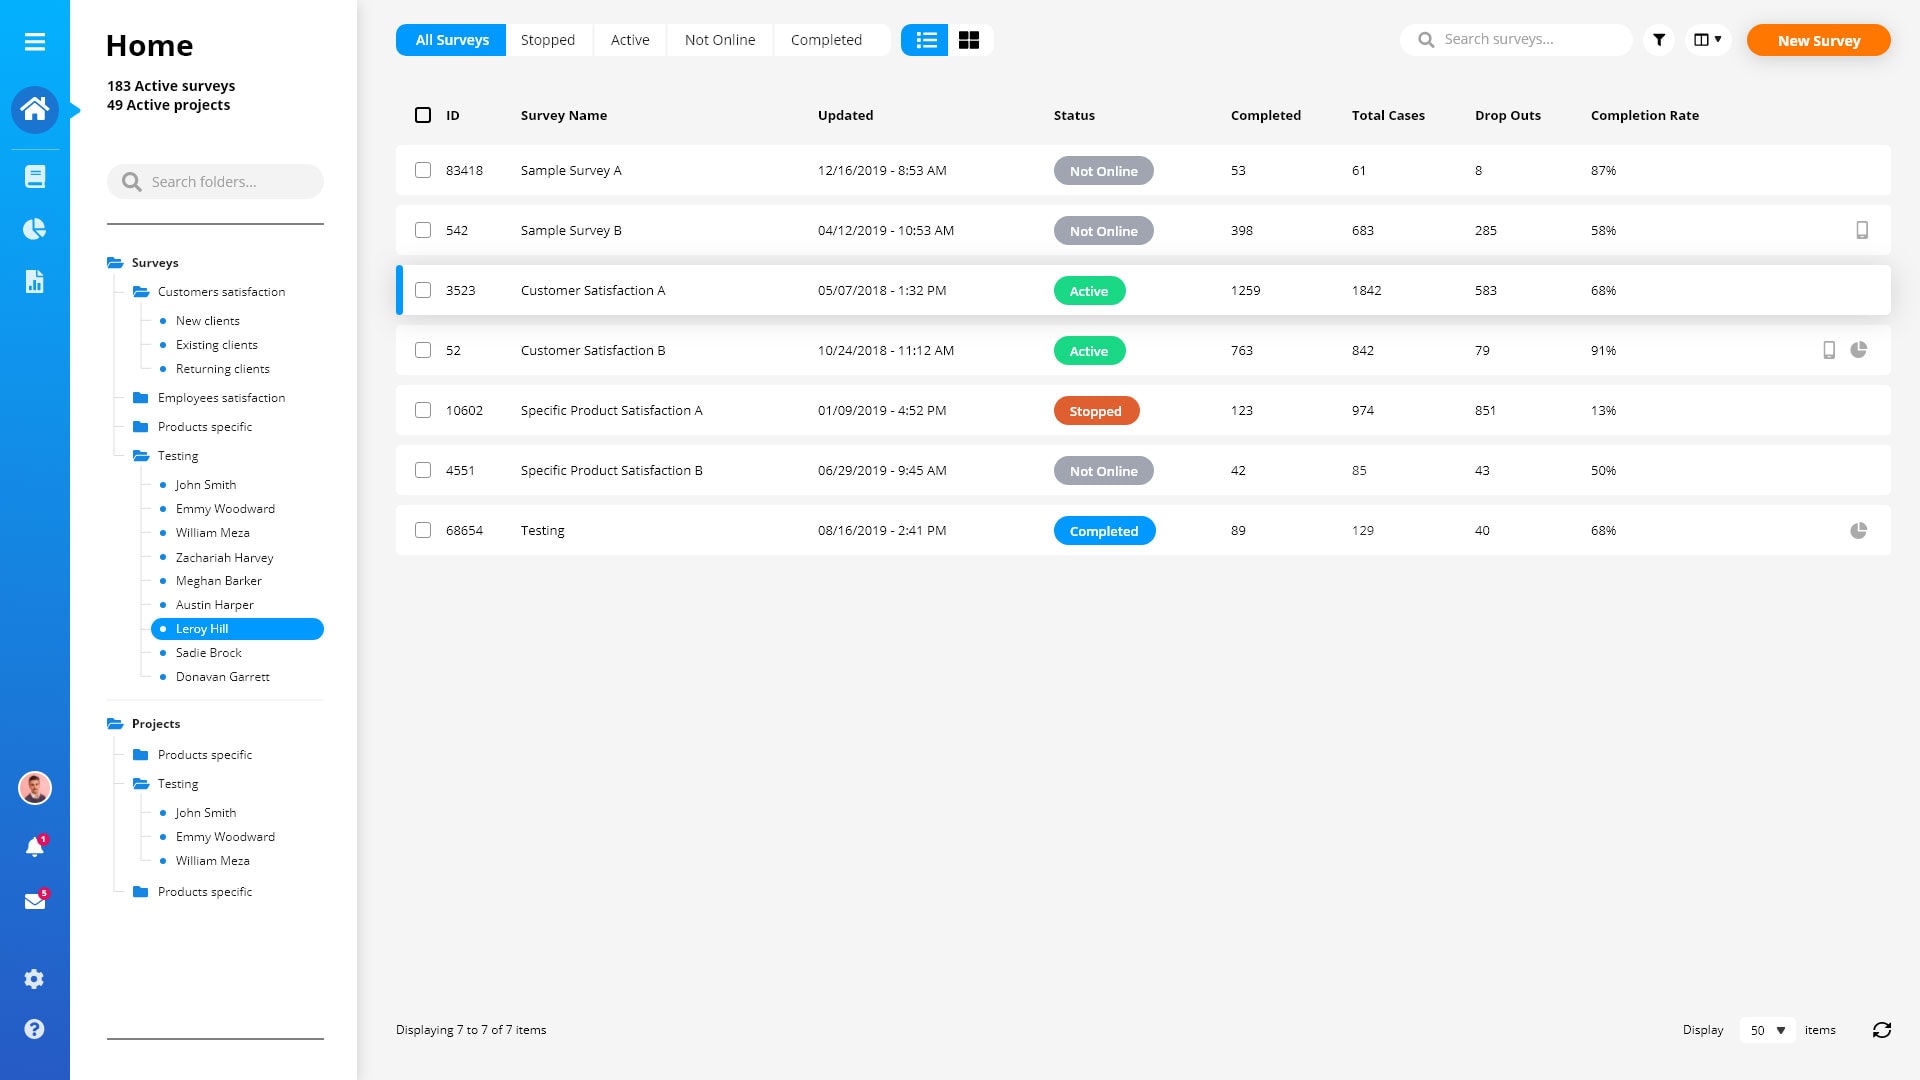 Home
183 Active surveys
49 Active projects
Search folders...
Surveys
Customers satisfaction
New clients
Existing clients
Returning clients
Employees satisfaction
Products specific
Testing
John Smith
Emmy Woodward
William Meza
Zachariah Harvey
Meghan Barker
Austin Harper
Leroy Hill
Sadie Brock
Donavan Garrett
Projects
Products specific
Testing
John Smith
Emmy Woodward
William Meza
Products specific
1
5
All Surveys Stopped Active Not Online Completed
Search surveys...
New Survey
ID Survey Name Updated Status Completed Total Cases Drop Outs Completion Rate
83418 Sample Survey A 12/16/2019 - 8:53 AM Not Online 53 61 8 87%
542 Sample Survey B 04/12/2019 - 10:53 AM Not Online 398 683 285 58%
3523 Customer Satisfaction A 05/07/2018 - 1:32 PM Active 1259 1842 583 68%
52 Customer Satisfaction B 10/24/2018 - 11:12 AM Active 763 842 79 91%
10602 Specific Product Satisfaction A 01/09/2019 - 4:52 PM Stopped 123 974 851 13%
4551 Specific Product Satisfaction B 06/29/2019 - 9:45 AM Not Online 42 85 43 50%
68654 Testing 08/16/2019 - 2:41 PM Completed 89 129 40 68%
Displaying 7 to 7 of 7 items
Display 50 items